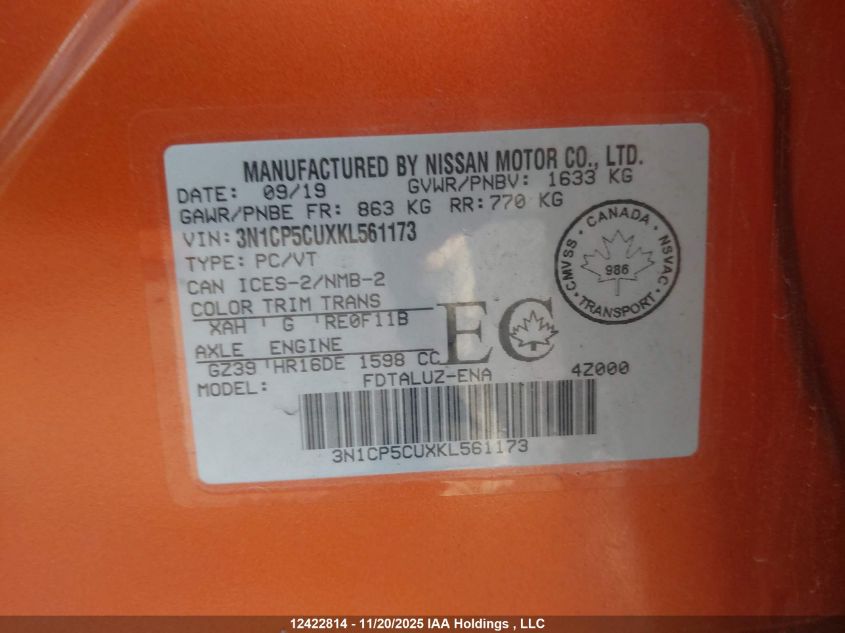 MANUFACTURED BY NISSAN MOTOR CO., LTD.
DATE: 09/19 GVWR/PNBV: 1633 KG
GAWR/PNBE FR: 863 KG RR: 770 KG
VIN: 3N1CP5CUXKL561173
TYPE: PC/VT
CAN ICES-2/NMB-2
COLOR TRIM TRANS
XAH G RE0F11B
AXLE ENGINE
GZ39 HR16DE 1598 CC
MODEL: FDTALUZ-ENA 4Z000
EC
CANADA
CMVSS 986 NSVAC
TRANSPORT
3N1CP5CUXKL561173
12422814 - 11/20/2025 IAA Holdings , LLC